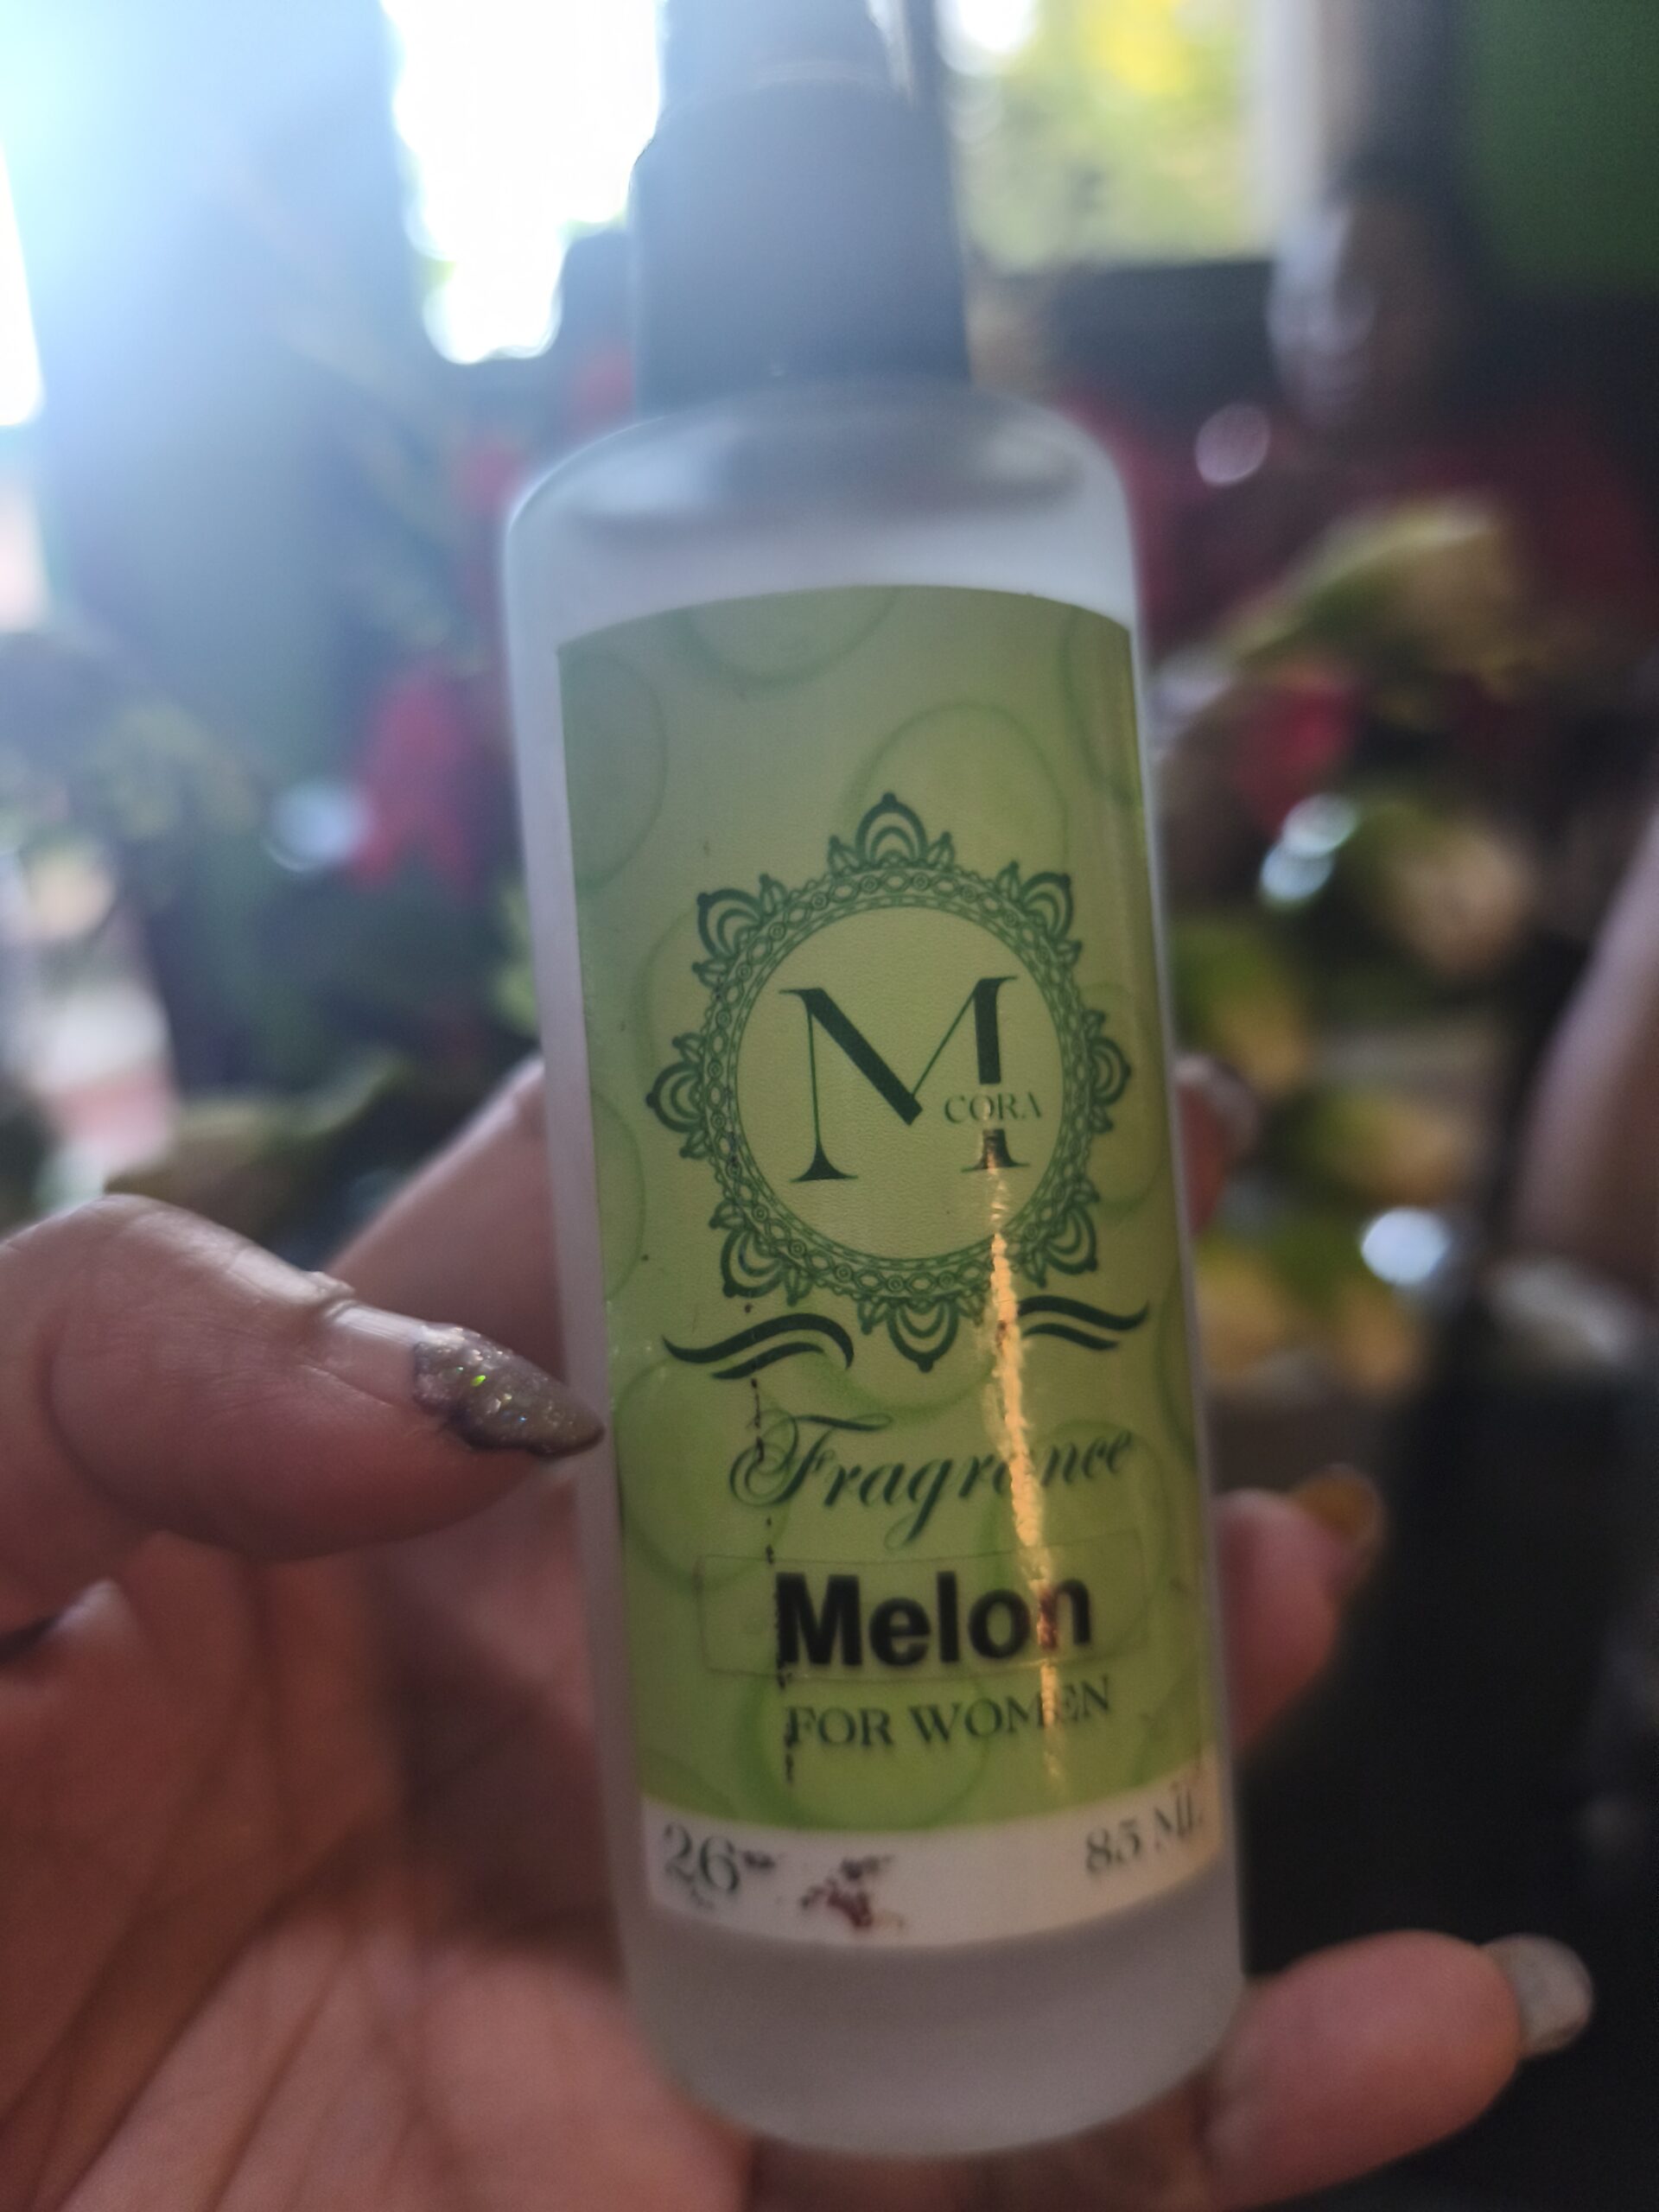 M
CORA
Fragrance
Melon
FOR WOMEN
26
85 ML